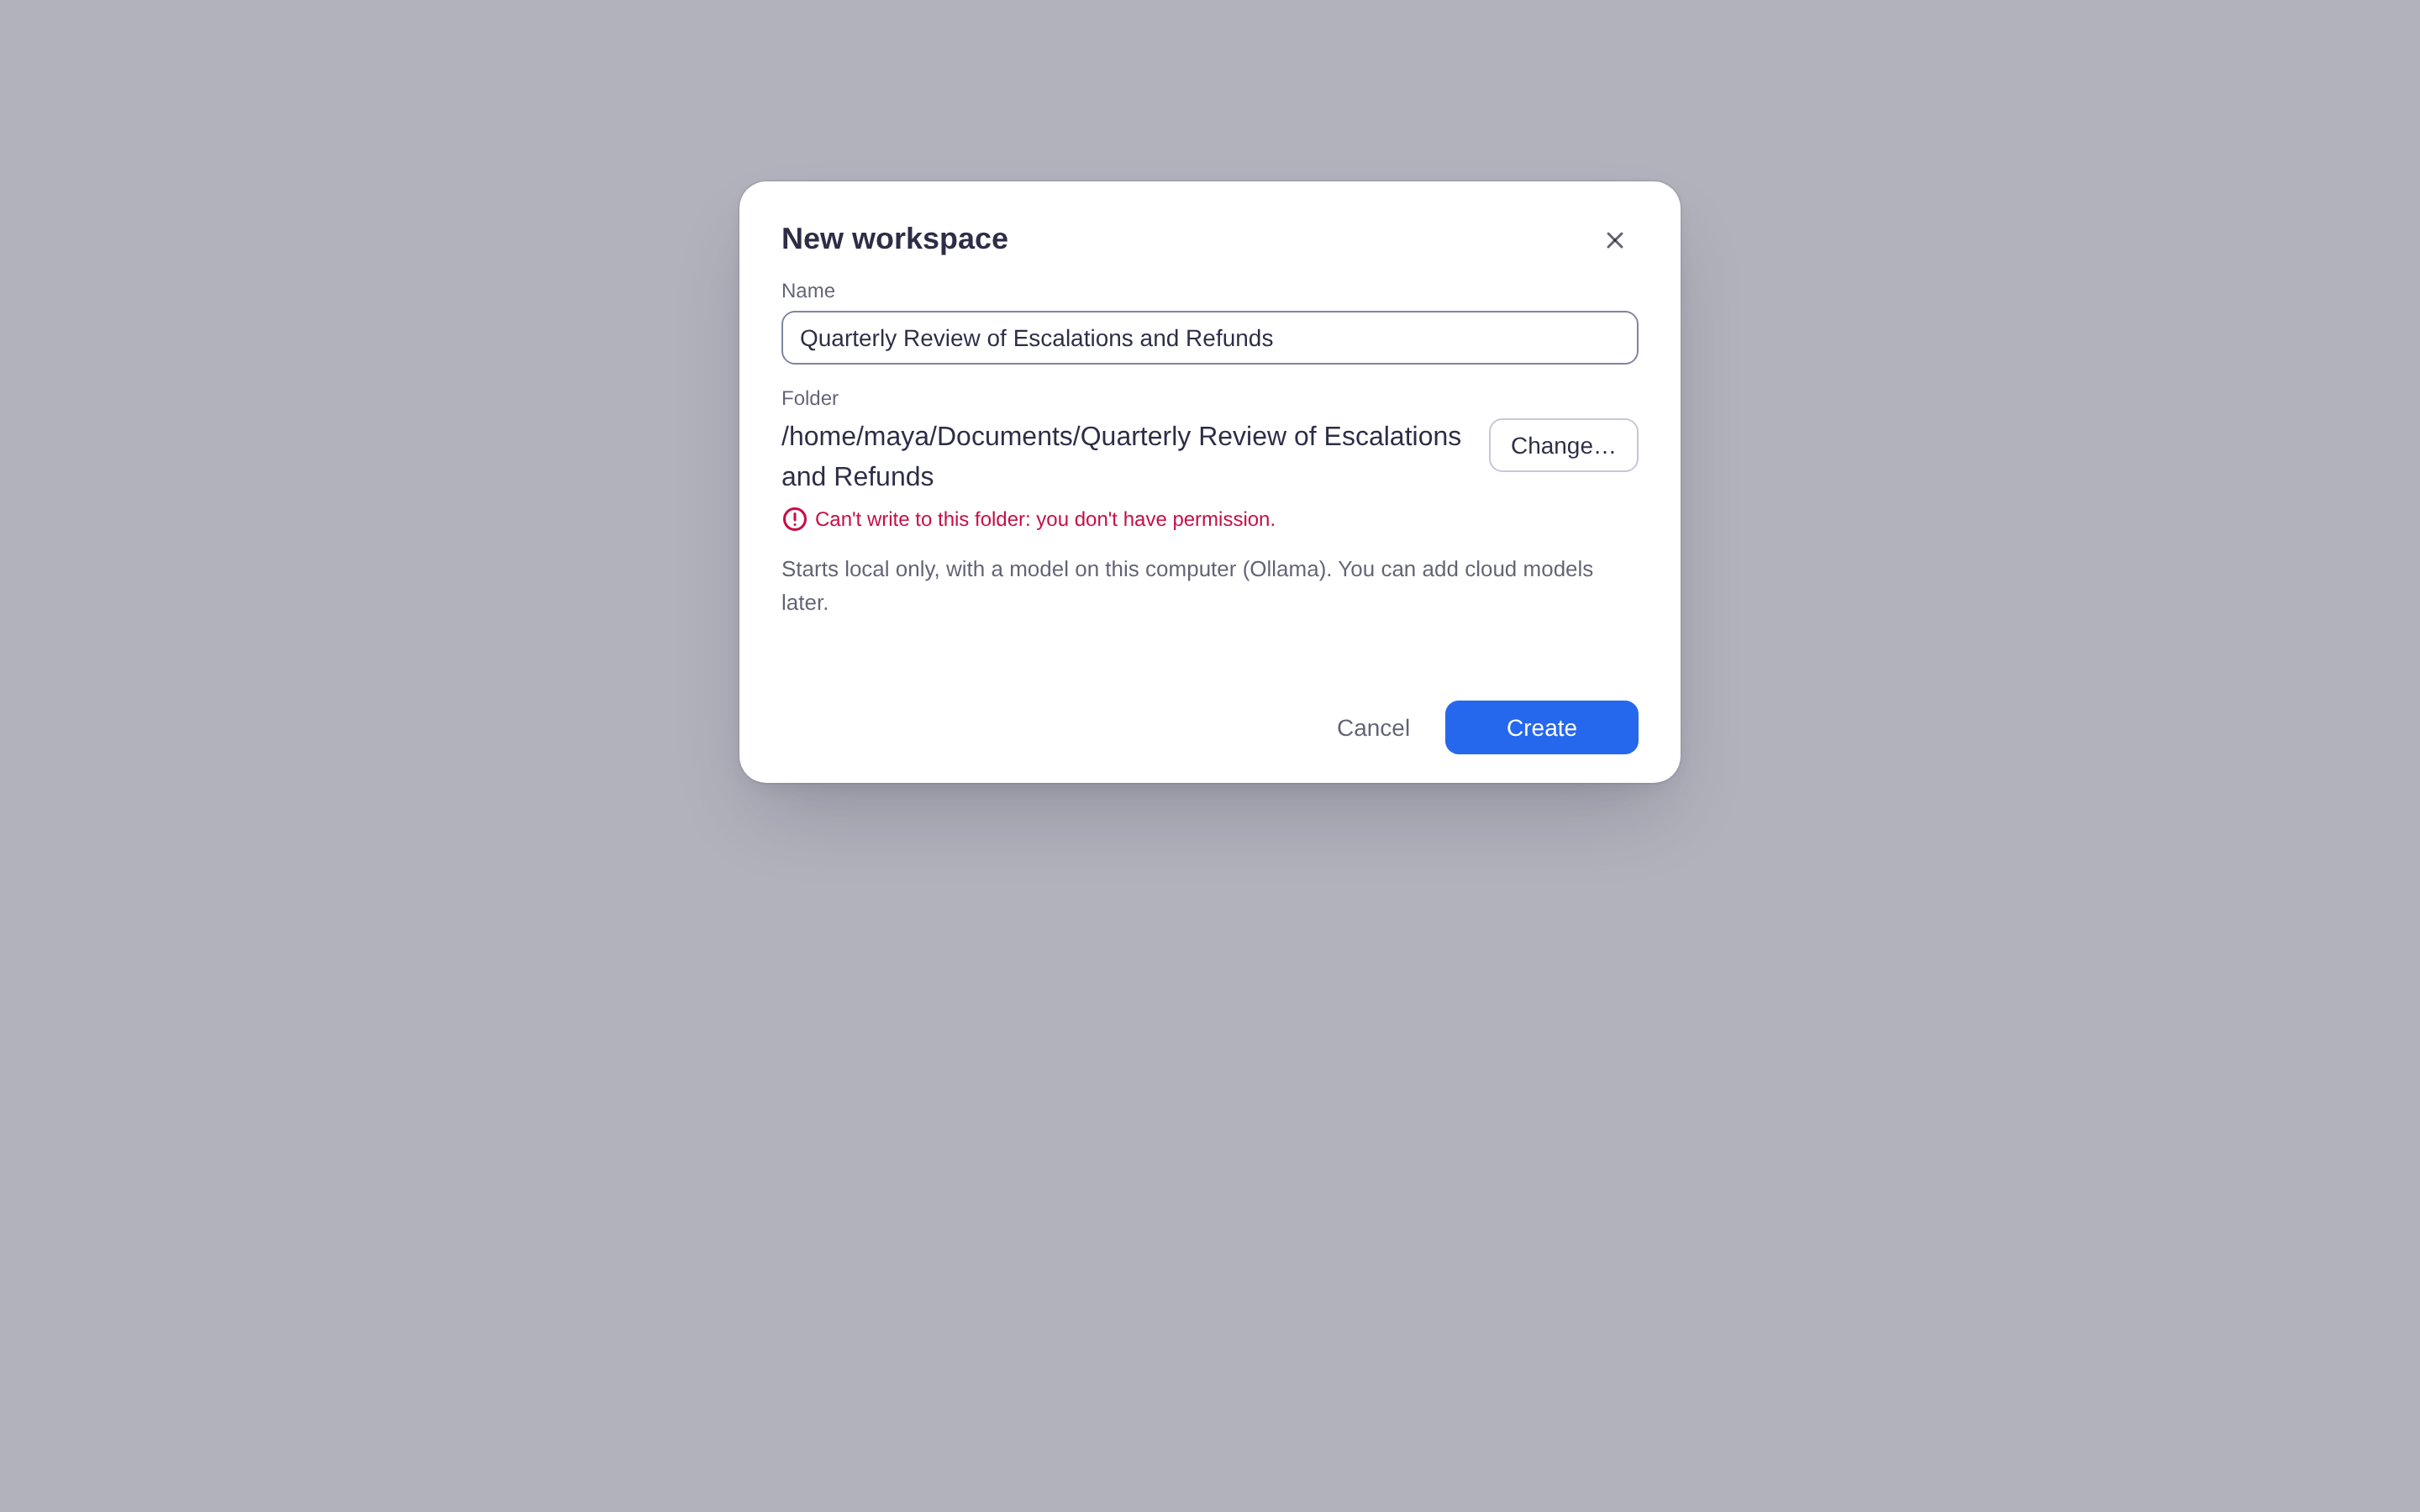 New workspace
Name
Quarterly Review of Escalations and Refunds
Folder
/home/maya/Documents/Quarterly Review of Escalations
and Refunds
Change…
Can't write to this folder: you don't have permission.
Starts local only, with a model on this computer (Ollama). You can add cloud models
later.
Cancel
Create